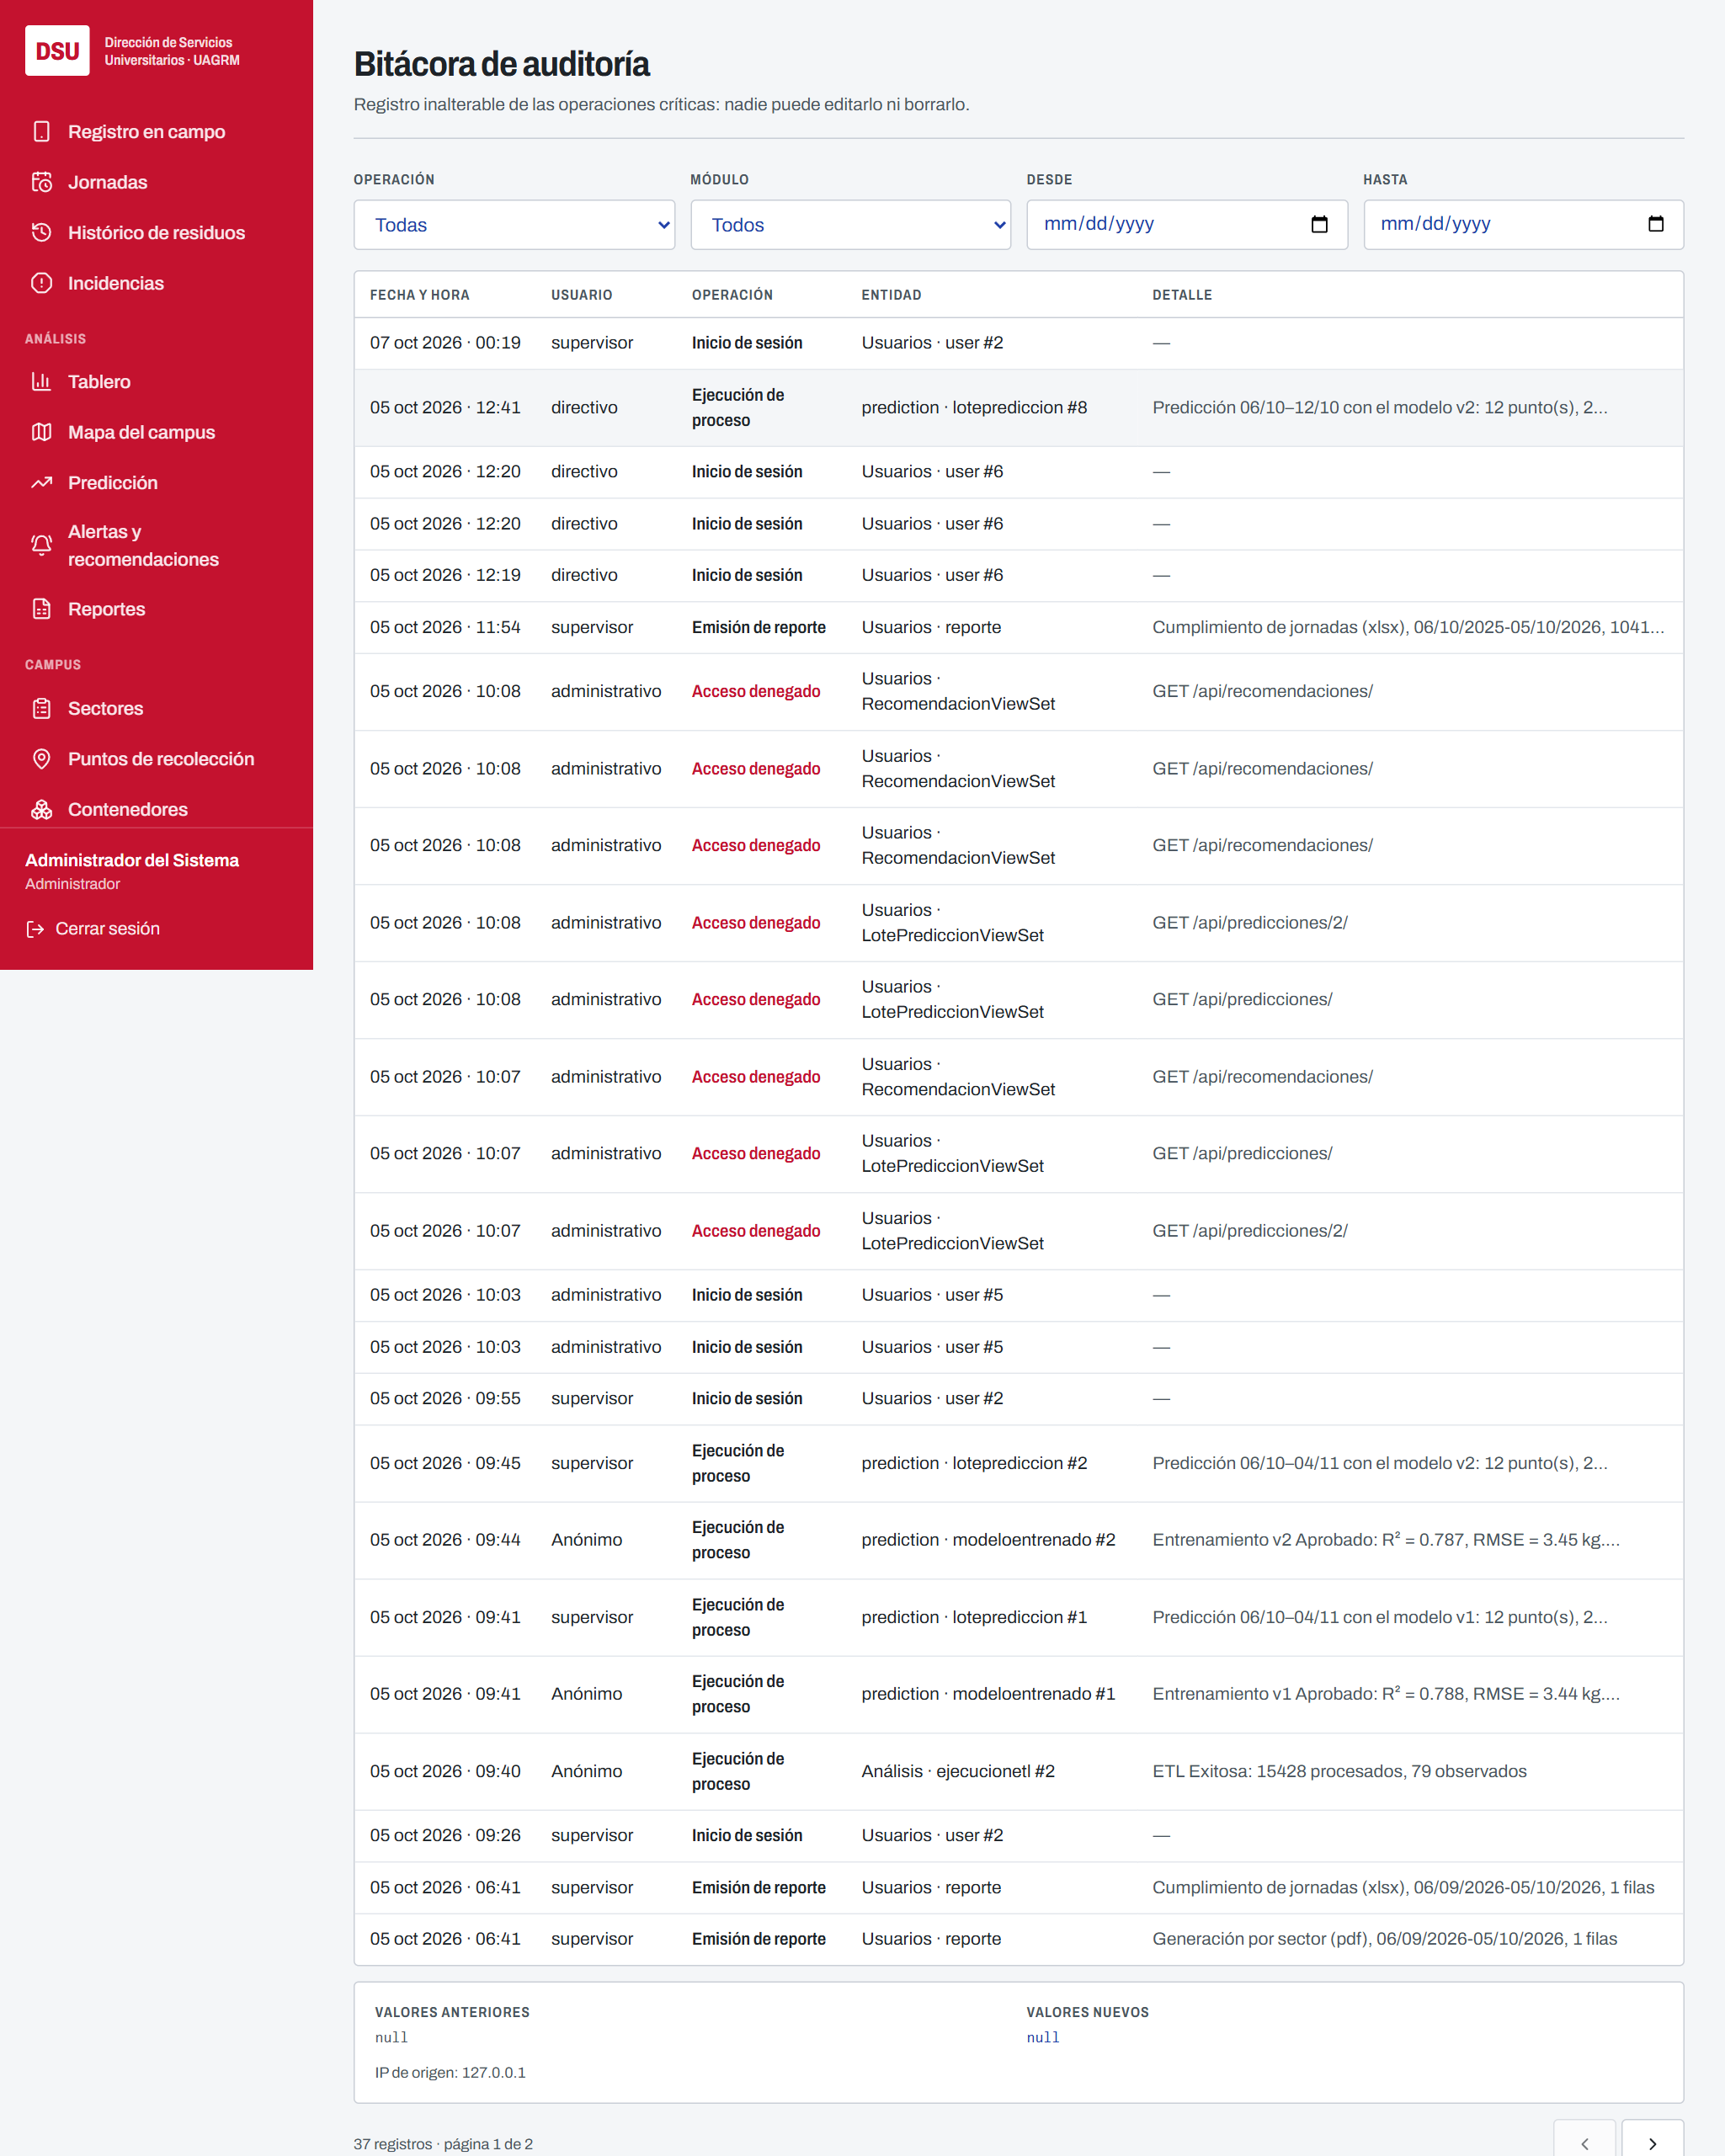 DSU
Dirección de Servicios
Universitarios · UAGRM
Registro en campo
Jornadas
Histórico de residuos
Incidencias
ANÁLISIS
Tablero
Mapa del campus
Predicción
Alertas y
recomendaciones
Reportes
CAMPUS
Sectores
Puntos de recolección
Contenedores
Administrador del Sistema
Administrador
Cerrar sesión
Bitácora de auditoría
Registro inalterable de las operaciones críticas: nadie puede editarlo ni borrarlo.
OPERACIÓN MÓDULO DESDE HASTA
Todas Todos mm/dd/yyyy mm/dd/yyyy
FECHA Y HORA USUARIO OPERACIÓN ENTIDAD DETALLE
07 oct 2026 · 00:19 supervisor Inicio de sesión Usuarios · user #2 —
05 oct 2026 · 12:41 directivo Ejecución de proceso prediction · loteprediccion #8 Predicción 06/10–12/10 con el modelo v2: 12 punto(s), 2...
05 oct 2026 · 12:20 directivo Inicio de sesión Usuarios · user #6 —
05 oct 2026 · 12:20 directivo Inicio de sesión Usuarios · user #6 —
05 oct 2026 · 12:19 directivo Inicio de sesión Usuarios · user #6 —
05 oct 2026 · 11:54 supervisor Emisión de reporte Usuarios · reporte Cumplimiento de jornadas (xlsx), 06/10/2025-05/10/2026, 1041...
05 oct 2026 · 10:08 administrativo Acceso denegado Usuarios · RecomendacionViewSet GET /api/recomendaciones/
05 oct 2026 · 10:08 administrativo Acceso denegado Usuarios · RecomendacionViewSet GET /api/recomendaciones/
05 oct 2026 · 10:08 administrativo Acceso denegado Usuarios · RecomendacionViewSet GET /api/recomendaciones/
05 oct 2026 · 10:08 administrativo Acceso denegado Usuarios · LotePrediccionViewSet GET /api/predicciones/2/
05 oct 2026 · 10:08 administrativo Acceso denegado Usuarios · LotePrediccionViewSet GET /api/predicciones/
05 oct 2026 · 10:07 administrativo Acceso denegado Usuarios · RecomendacionViewSet GET /api/recomendaciones/
05 oct 2026 · 10:07 administrativo Acceso denegado Usuarios · LotePrediccionViewSet GET /api/predicciones/
05 oct 2026 · 10:07 administrativo Acceso denegado Usuarios · LotePrediccionViewSet GET /api/predicciones/2/
05 oct 2026 · 10:03 administrativo Inicio de sesión Usuarios · user #5 —
05 oct 2026 · 10:03 administrativo Inicio de sesión Usuarios · user #5 —
05 oct 2026 · 09:55 supervisor Inicio de sesión Usuarios · user #2 —
05 oct 2026 · 09:45 supervisor Ejecución de proceso prediction · loteprediccion #2 Predicción 06/10–04/11 con el modelo v2: 12 punto(s), 2...
05 oct 2026 · 09:44 Anónimo Ejecución de proceso prediction · modeloentrenado #2 Entrenamiento v2 Aprobado: R² = 0.787, RMSE = 3.45 kg....
05 oct 2026 · 09:41 supervisor Ejecución de proceso prediction · loteprediccion #1 Predicción 06/10–04/11 con el modelo v1: 12 punto(s), 2...
05 oct 2026 · 09:41 Anónimo Ejecución de proceso prediction · modeloentrenado #1 Entrenamiento v1 Aprobado: R² = 0.788, RMSE = 3.44 kg....
05 oct 2026 · 09:40 Anónimo Ejecución de proceso Análisis · ejecucionetl #2 ETL Exitosa: 15428 procesados, 79 observados
05 oct 2026 · 09:26 supervisor Inicio de sesión Usuarios · user #2 —
05 oct 2026 · 06:41 supervisor Emisión de reporte Usuarios · reporte Cumplimiento de jornadas (xlsx), 06/09/2026-05/10/2026, 1 filas
05 oct 2026 · 06:41 supervisor Emisión de reporte Usuarios · reporte Generación por sector (pdf), 06/09/2026-05/10/2026, 1 filas
VALORES ANTERIORES VALORES NUEVOS
null null
IP de origen: 127.0.0.1
37 registros · página 1 de 2